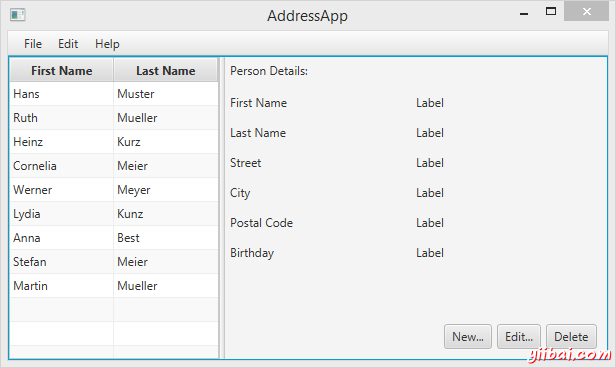 AddressApp
File Edit Help
First Name Last Name
Hans Muster
Ruth Mueller
Heinz Kurz
Cornelia Meier
Werner Meyer
Lydia Kunz
Anna Best
Stefan Meier
Martin Mueller
Person Details:
First Name Label
Last Name Label
Street Label
City Label
Postal Code Label
Birthday Label
New... Edit... Delete
yiibai.com